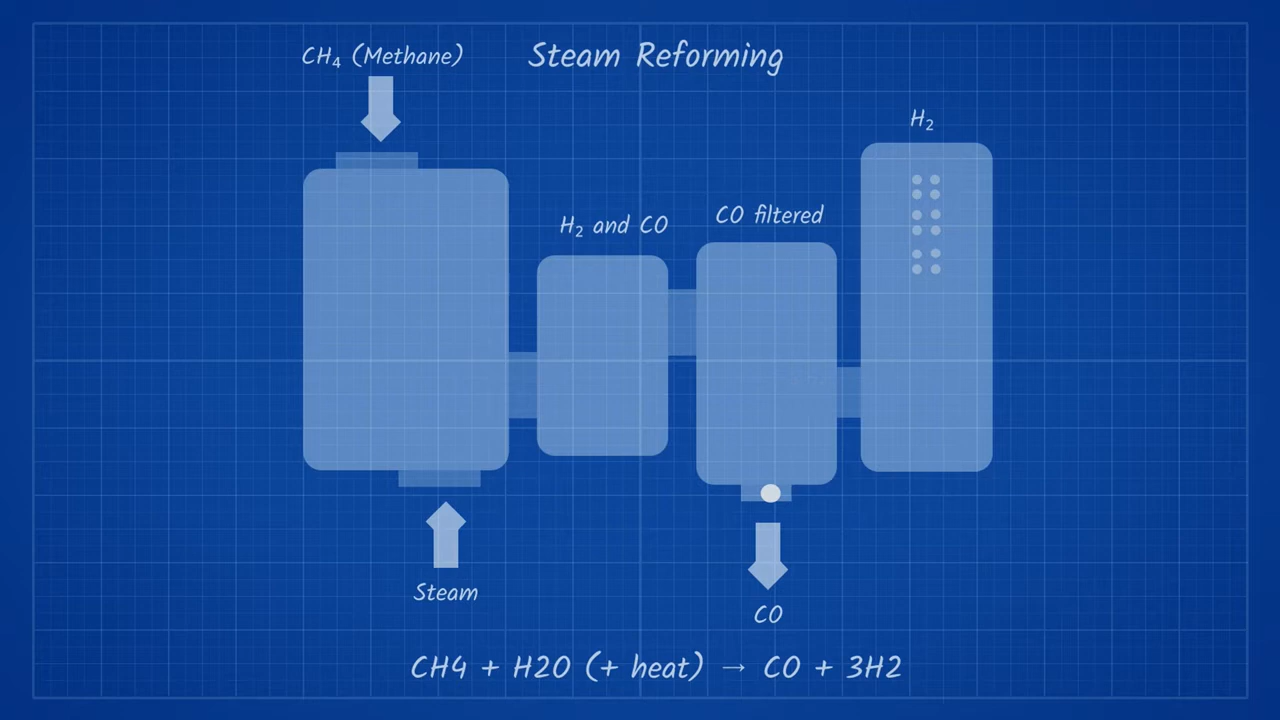 CH₄ (Methane)
Steam Reforming
H₂
CO filtered
H₂ and CO
Steam
CO
CH4 + H2O (+ heat) → CO + 3H2